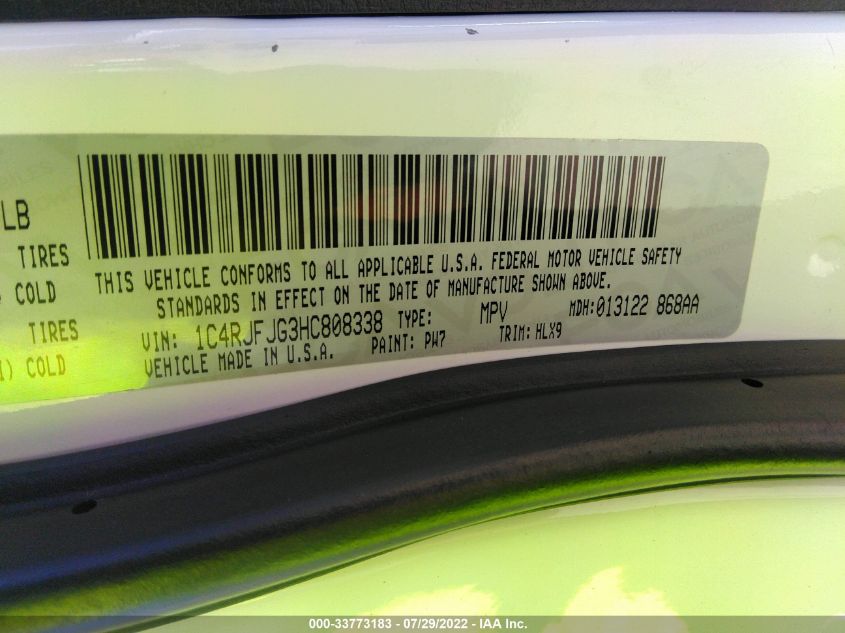 LB
TIRES
COLD
TIRES
) COLD
THIS VEHICLE CONFORMS TO ALL APPLICABLE U.S.A. FEDERAL MOTOR VEHICLE SAFETY
STANDARDS IN EFFECT ON THE DATE OF MANUFACTURE SHOWN ABOVE.
VIN: 1C4RJFJG3HC808338 TYPE: MPV MDH:013122 868AA
VEHICLE MADE IN U.S.A. PAINT: PW7 TRIM: HLX9
000-33773183 - 07/29/2022 - IAA Inc.